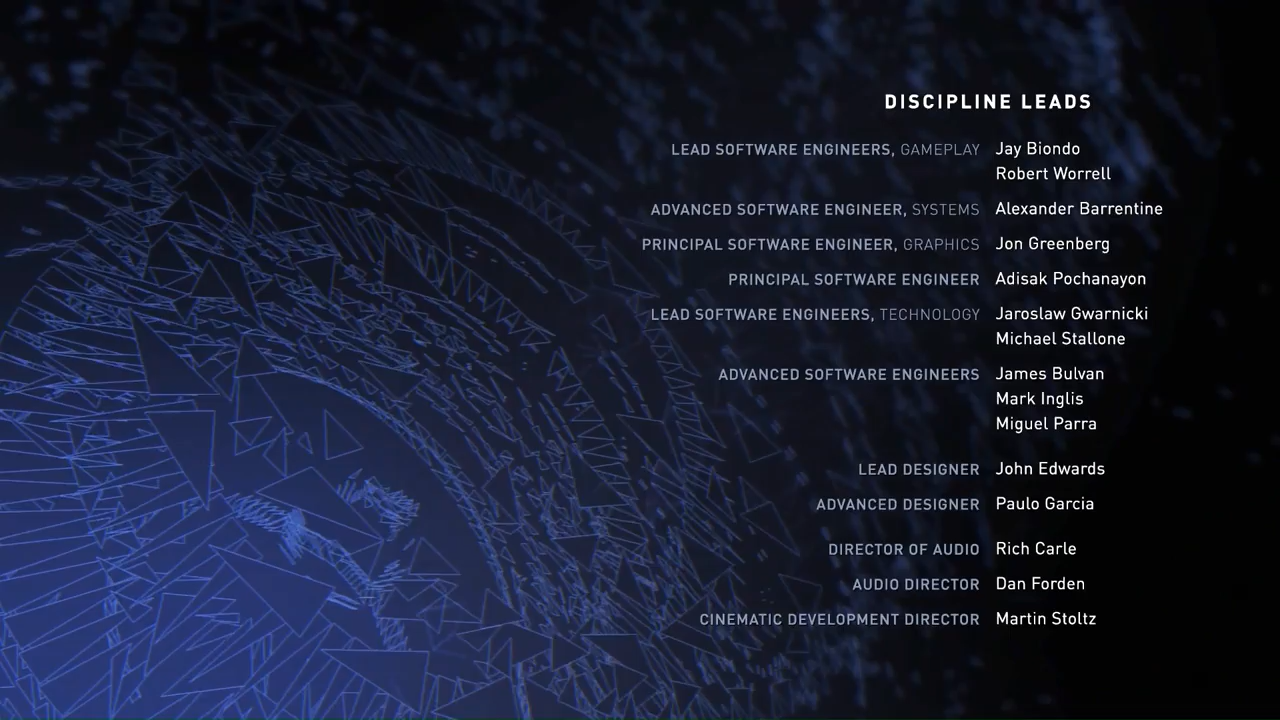 DISCIPLINE LEADS
LEAD SOFTWARE ENGINEERS, GAMEPLAY Jay Biondo
Robert Worrell
ADVANCED SOFTWARE ENGINEER, SYSTEMS Alexander Barrentine
PRINCIPAL SOFTWARE ENGINEER, GRAPHICS Jon Greenberg
PRINCIPAL SOFTWARE ENGINEER Adisak Pochanayon
LEAD SOFTWARE ENGINEERS, TECHNOLOGY Jaroslaw Gwarnicki
Michael Stallone
ADVANCED SOFTWARE ENGINEERS James Bulvan
Mark Inglis
Miguel Parra
LEAD DESIGNER John Edwards
ADVANCED DESIGNER Paulo Garcia
DIRECTOR OF AUDIO Rich Carle
AUDIO DIRECTOR Dan Forden
CINEMATIC DEVELOPMENT DIRECTOR Martin Stoltz